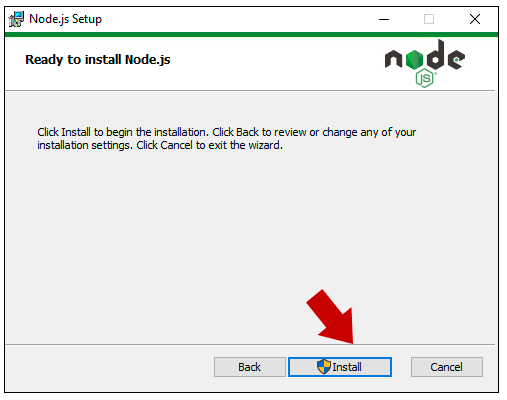 Node.js Setup
Ready to install Node.js
node
JS
Click Install to begin the installation. Click Back to review or change any of your
installation settings. Click Cancel to exit the wizard.
Back
Install
Cancel